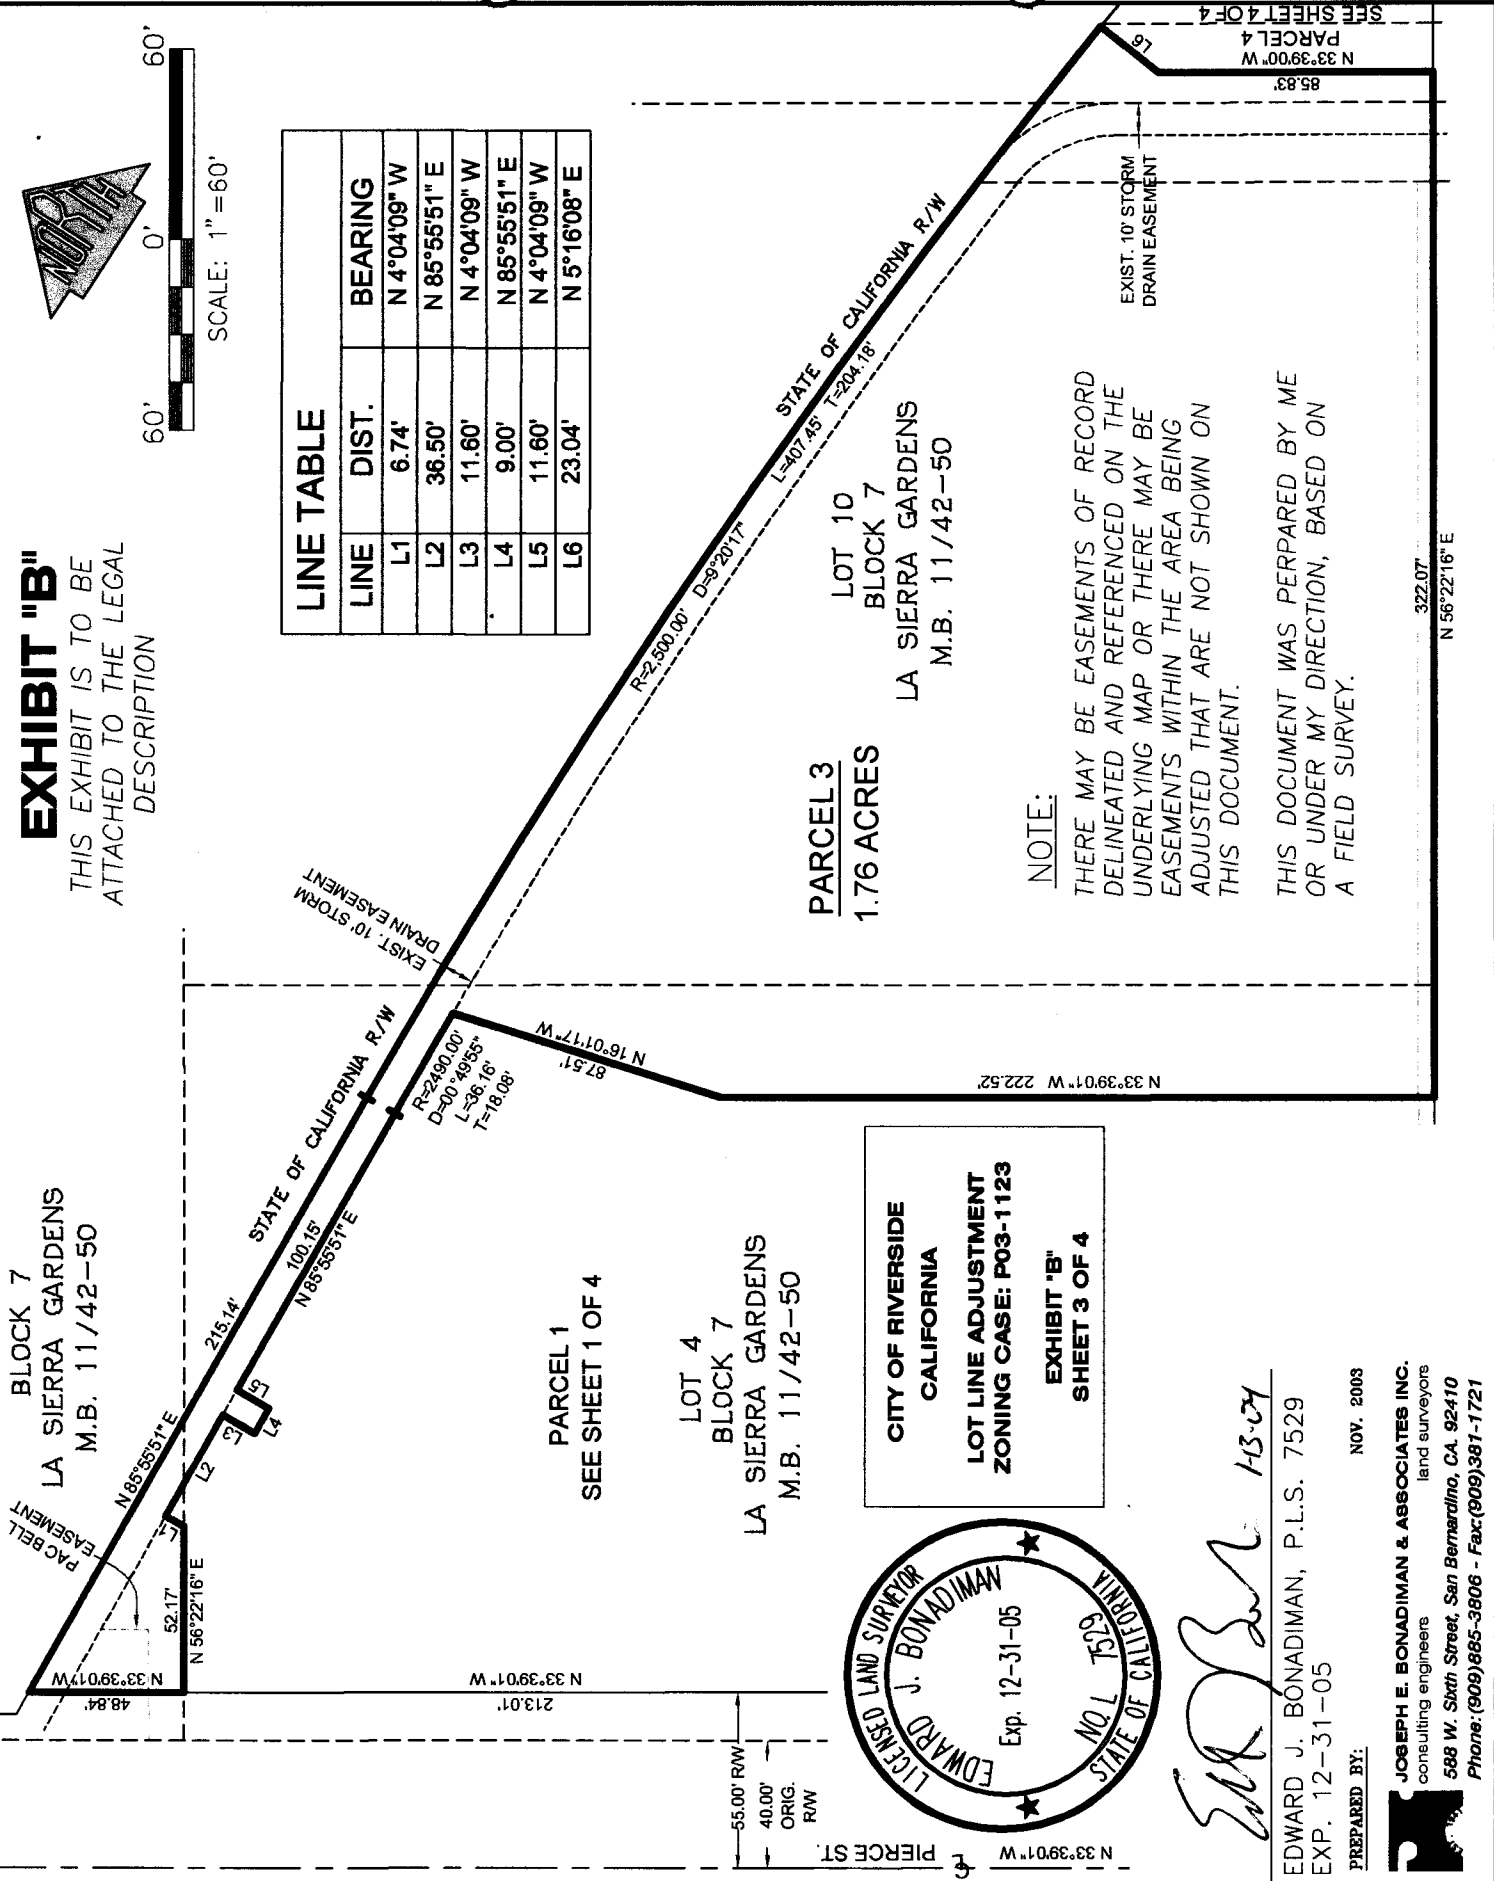 EXHIBIT "B"
THIS EXHIBIT IS TO BE
ATTACHED TO THE LEGAL
DESCRIPTION
NORTH
60' 0' 60'
SCALE: 1"=60'
LINE TABLE
LINE DIST. BEARING
L1 6.74' N 4°04'09" W
L2 36.50' N 85°55'51" E
L3 11.60' N 4°04'09" W
L4 9.00' N 85°55'51" E
L5 11.60' N 4°04'09" W
L6 23.04' N 5°16'08" E
BLOCK 7
LA SIERRA GARDENS
M.B. 11/42-50
PAC BELL
EASEMENT
N 85°55'51" E
215.14'
STATE OF CALIFORNIA R/W
EXIST. 10' STORM
DRAIN EASEMENT
R=2,500.00' D=9°20'17" L=407.45' T=204.18'
STATE OF CALIFORNIA R/W
L6
SEE SHEET 4 OF 4
PARCEL 4
N 33°39'00" W
85.83'
EXIST. 10' STORM
DRAIN EASEMENT
48.84'
N 33°39'01" W
52.17'
N 56°22'16" E
L1
L2
L3
L4
L5
100.15'
N 85°55'51" E
R=2490.00'
D=00°49'55"
L=36.16'
T=18.08'
N 16°01'17" W
87.51'
N 33°39'01" W 222.52'
322.07'
N 56°22'16" E
PARCEL 3
1.76 ACRES
LOT 10
BLOCK 7
LA SIERRA GARDENS
M.B. 11/42-50
NOTE:
THERE MAY BE EASEMENTS OF RECORD
DELINEATED AND REFERENCED ON THE
UNDERLYING MAP OR THERE MAY BE
EASEMENTS WITHIN THE AREA BEING
ADJUSTED THAT ARE NOT SHOWN ON
THIS DOCUMENT.
THIS DOCUMENT WAS PERPARED BY ME
OR UNDER MY DIRECTION, BASED ON
A FIELD SURVEY.
PARCEL 1
SEE SHEET 1 OF 4
LOT 4
BLOCK 7
LA SIERRA GARDENS
M.B. 11/42-50
N 33°39'01" W
213.01'
55.00' R/W
40.00'
ORIG.
R/W
PIERCE ST.
N 33°39'01" W
CITY OF RIVERSIDE
CALIFORNIA
LOT LINE ADJUSTMENT
ZONING CASE: P03-1123
EXHIBIT "B"
SHEET 3 OF 4
LICENSED LAND SURVEYOR
EDWARD J. BONADIMAN
Exp. 12-31-05
NO. L 7529
STATE OF CALIFORNIA
1-13-04
EDWARD J. BONADIMAN, P.L.S. 7529
EXP. 12-31-05
PREPARED BY: NOV. 2003
JOSEPH E. BONADIMAN & ASSOCIATES INC.
consulting engineers land surveyors
588 W. Sixth Street, San Bernardino, CA. 92410
Phone:(909)885-3806 - Fax:(909)381-1721